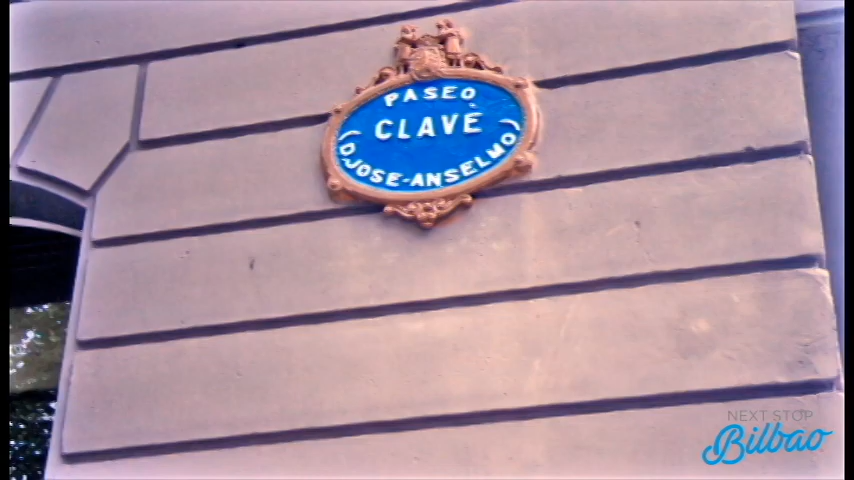 PASEO
CLAVÉ
(D. JOSE-ANSELMO)
NEXT STOP
Bilbao